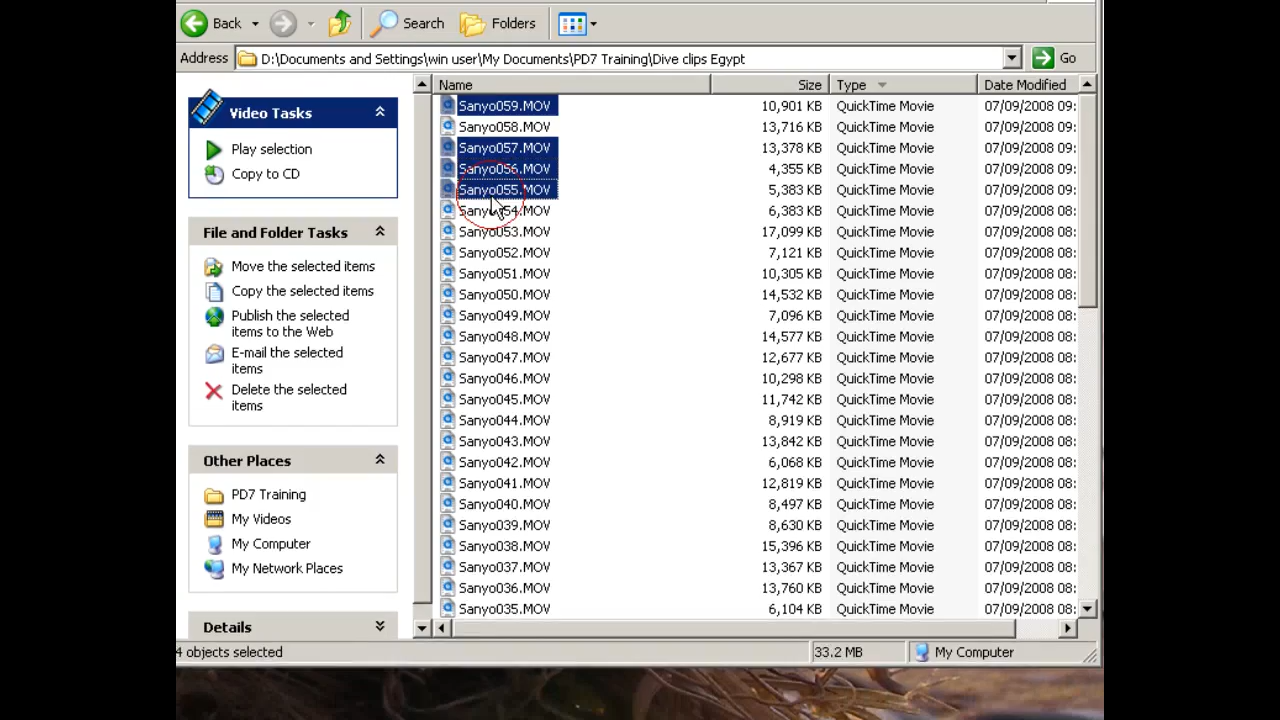 Back Search Folders
Address D:\Documents and Settings\win user\My Documents\PD7 Training\Dive clips Egypt Go
Video Tasks
Play selection
Copy to CD
File and Folder Tasks
Move the selected items
Copy the selected items
Publish the selected
items to the Web
E-mail the selected
items
Delete the selected
items
Other Places
PD7 Training
My Videos
My Computer
My Network Places
Details
Name Size Type Date Modified
Sanyo059.MOV 10,901 KB QuickTime Movie 07/09/2008 09:
Sanyo058.MOV 13,716 KB QuickTime Movie 07/09/2008 09:
Sanyo057.MOV 13,378 KB QuickTime Movie 07/09/2008 09:
Sanyo056.MOV 4,355 KB QuickTime Movie 07/09/2008 09:
Sanyo055.MOV 5,383 KB QuickTime Movie 07/09/2008 09:
Sanyo054.MOV 6,383 KB QuickTime Movie 07/09/2008 09:
Sanyo053.MOV 17,099 KB QuickTime Movie 07/09/2008 09:
Sanyo052.MOV 7,121 KB QuickTime Movie 07/09/2008 08:
Sanyo051.MOV 10,305 KB QuickTime Movie 07/09/2008 08:
Sanyo050.MOV 14,532 KB QuickTime Movie 07/09/2008 08:
Sanyo049.MOV 7,096 KB QuickTime Movie 07/09/2008 08:
Sanyo048.MOV 14,577 KB QuickTime Movie 07/09/2008 08:
Sanyo047.MOV 12,677 KB QuickTime Movie 07/09/2008 08:
Sanyo046.MOV 10,298 KB QuickTime Movie 07/09/2008 08:
Sanyo045.MOV 11,742 KB QuickTime Movie 07/09/2008 08:
Sanyo044.MOV 8,919 KB QuickTime Movie 07/09/2008 08:
Sanyo043.MOV 13,842 KB QuickTime Movie 07/09/2008 08:
Sanyo042.MOV 6,068 KB QuickTime Movie 07/09/2008 08:
Sanyo041.MOV 12,819 KB QuickTime Movie 07/09/2008 08:
Sanyo040.MOV 8,497 KB QuickTime Movie 07/09/2008 08:
Sanyo039.MOV 8,630 KB QuickTime Movie 07/09/2008 08:
Sanyo038.MOV 15,396 KB QuickTime Movie 07/09/2008 08:
Sanyo037.MOV 13,367 KB QuickTime Movie 07/09/2008 08:
Sanyo036.MOV 13,760 KB QuickTime Movie 07/09/2008 08:
Sanyo035.MOV 6,104 KB QuickTime Movie 07/09/2008 08:
4 objects selected 33.2 MB My Computer